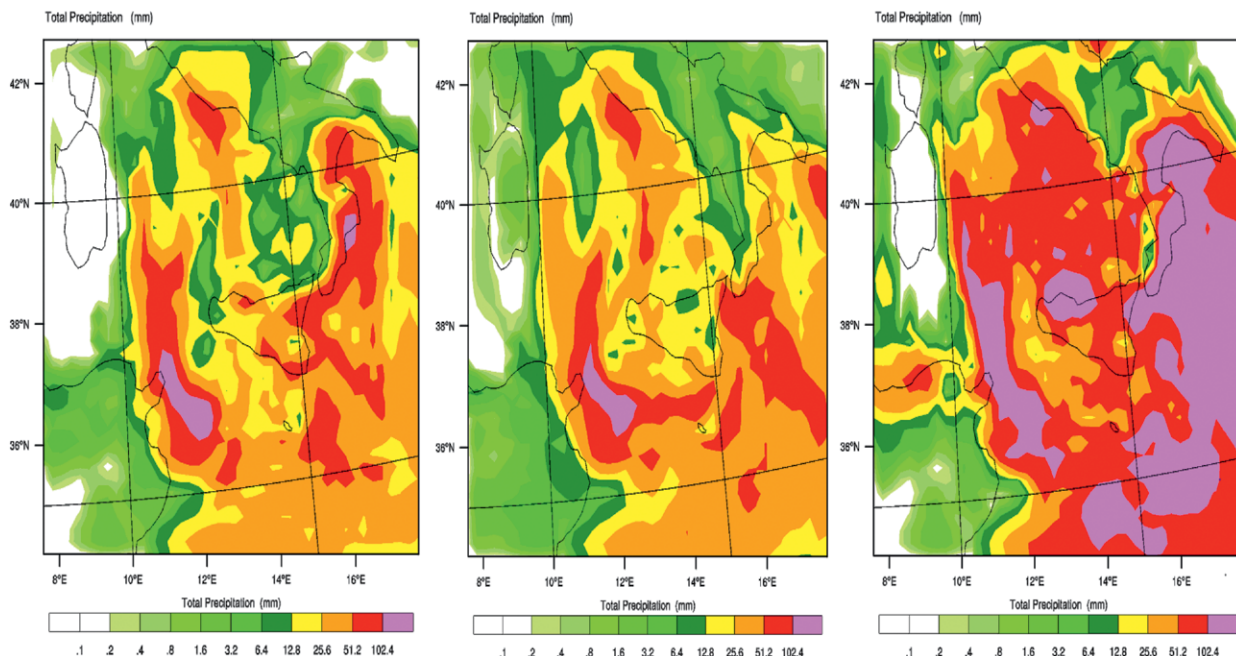 Total Precipitation (mm)
42°N
40°N
38°N
36°N
8°E 10°E 12°E 14°E 16°E
Total Precipitation (mm)
.1 .2 .4 .8 1.6 3.2 6.4 12.8 25.6 51.2 102.4
Total Precipitation (mm)
42°N
40°N
38°N
36°N
8°E 10°E 12°E 14°E 16°E
Total Precipitation (mm)
.1 .2 .4 .8 1.6 3.2 6.4 12.8 25.6 51.2 102.4
Total Precipitation (mm)
42°N
40°N
38°N
36°N
8°E 10°E 12°E 14°E 16°E
Total Precipitation (mm)
.1 .2 .4 .8 1.6 3.2 6.4 12.8 25.6 51.2 102.4